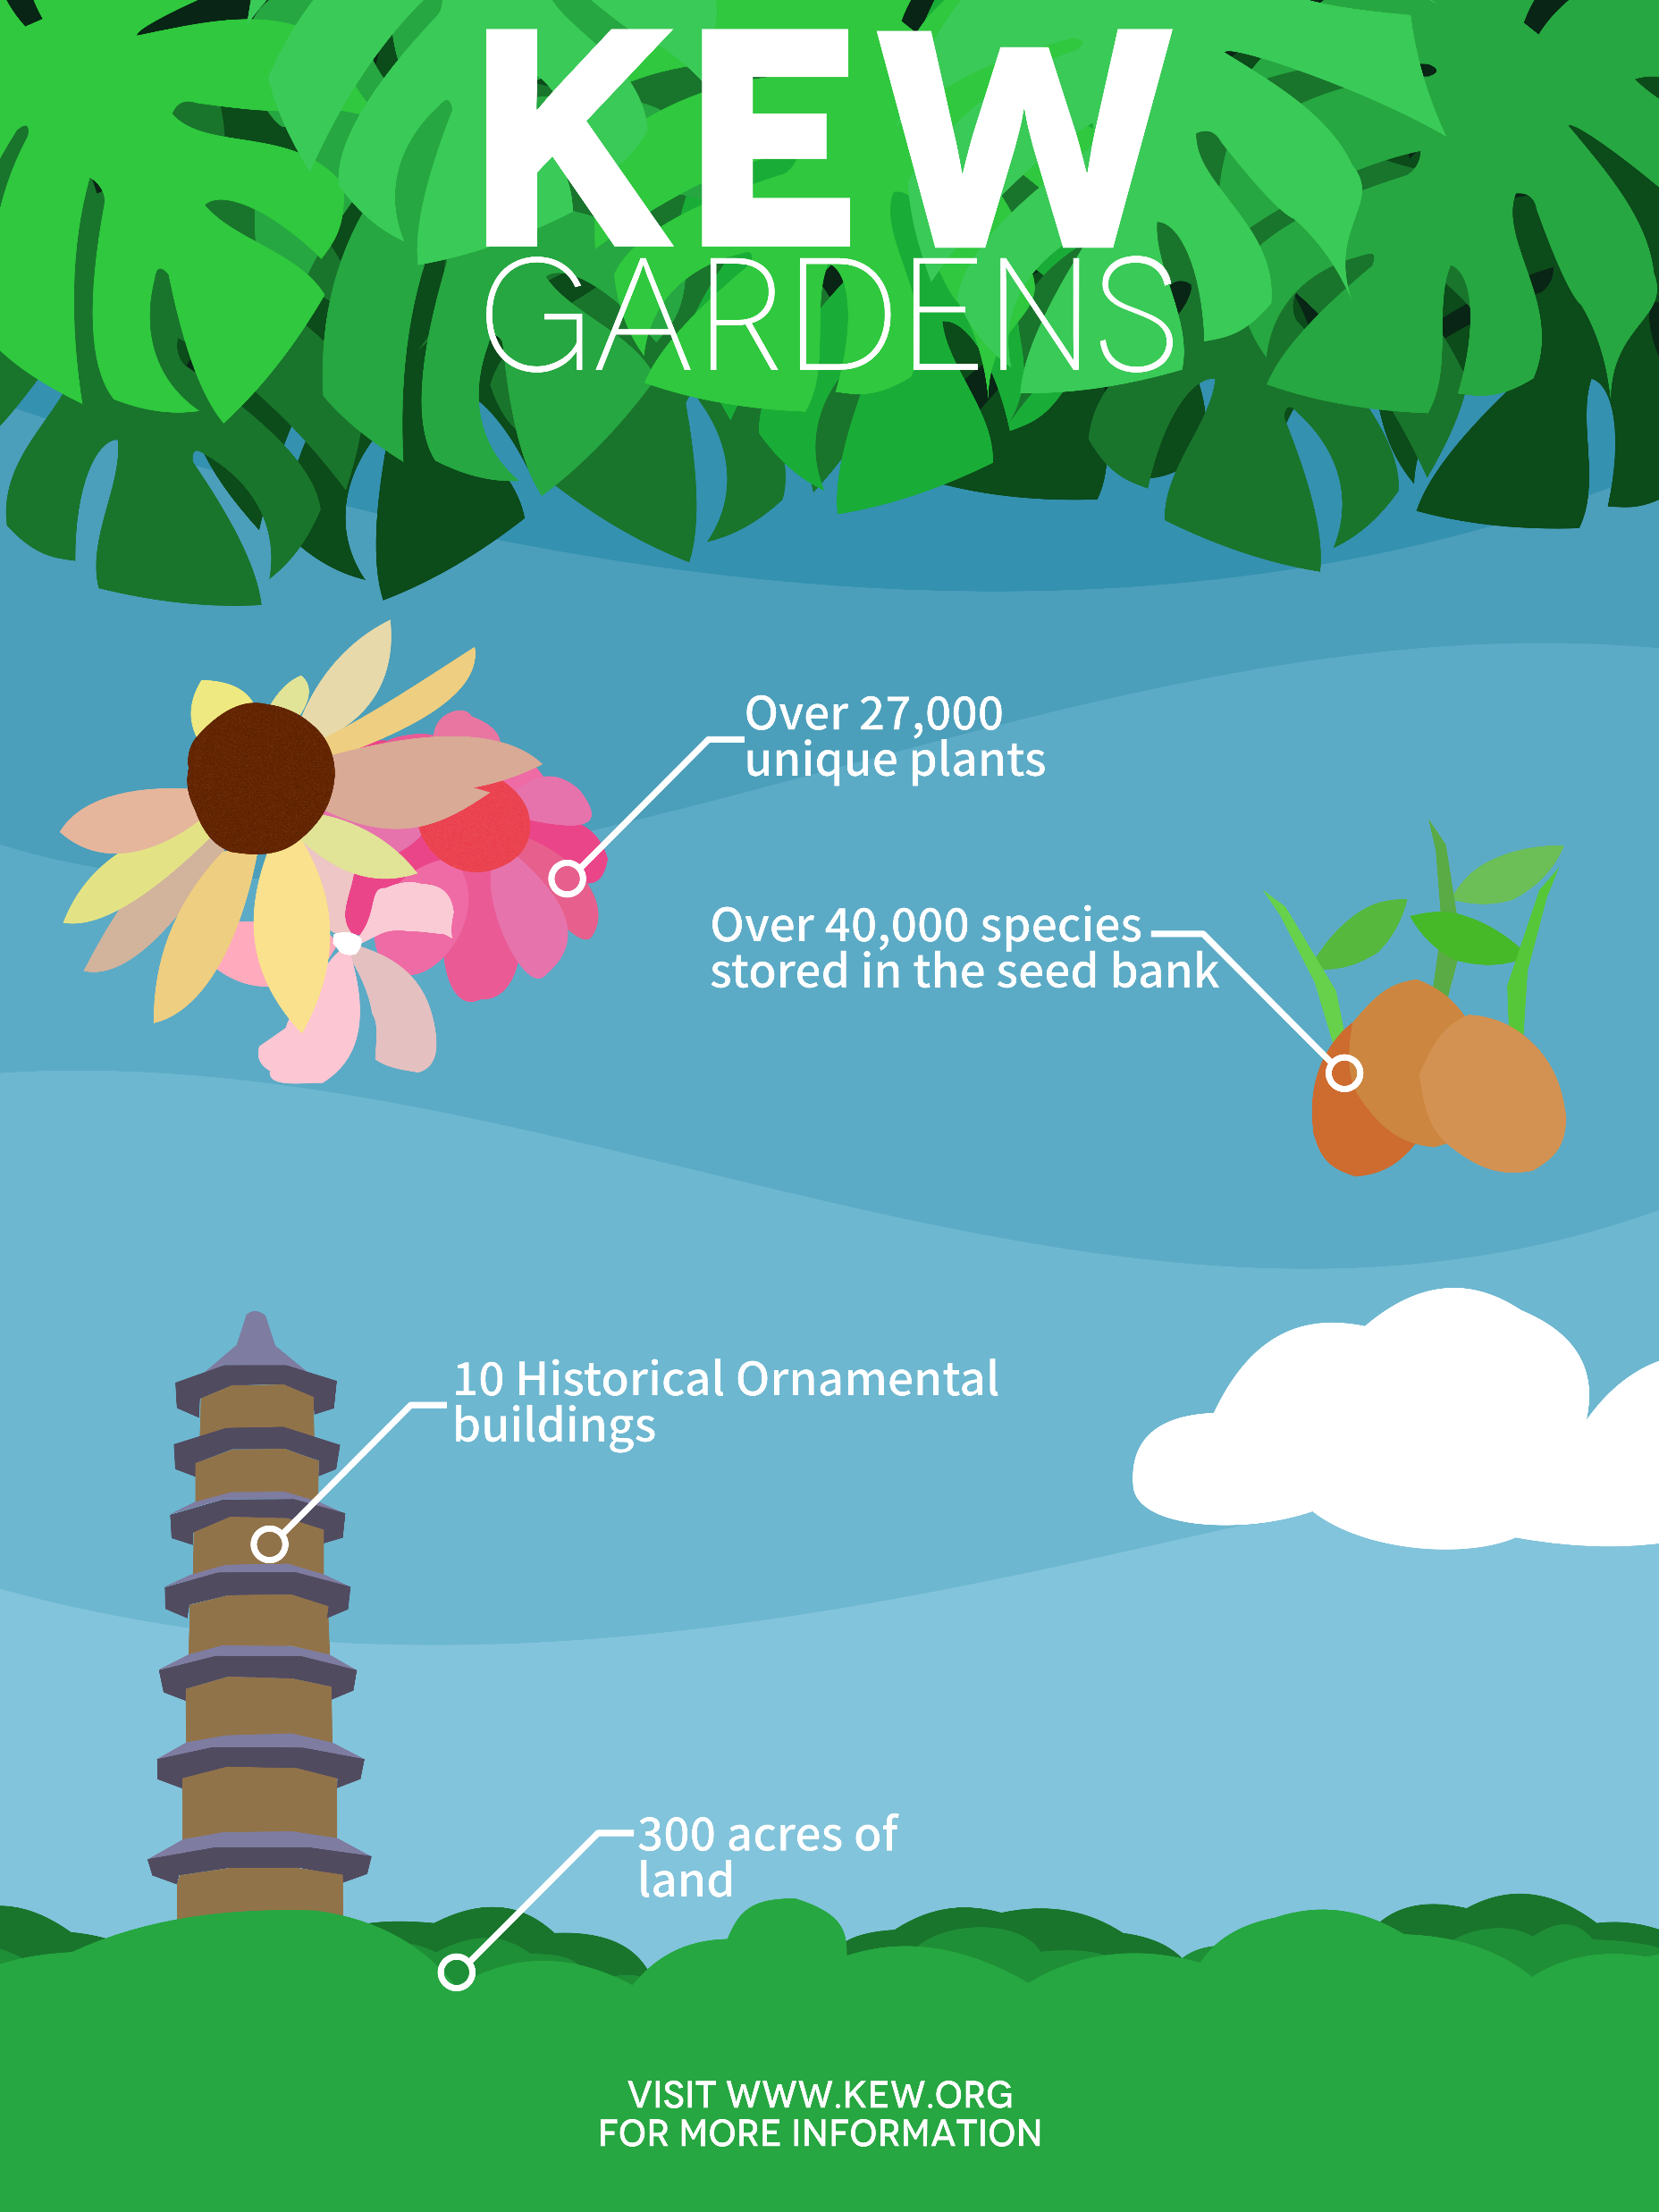 KEW
GARDENS
Over 27,000
unique plants
Over 40,000 species
stored in the seed bank
10 Historical Ornamental
buildings
300 acres of
land
VISIT WWW.KEW.ORG
FOR MORE INFORMATION